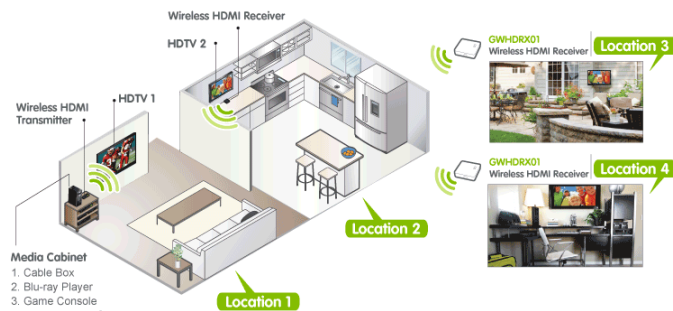 Wireless HDMI Receiver
HDTV 2
Wireless HDMI
Transmitter
HDTV 1
Media Cabinet
1. Cable Box
2. Blu-ray Player
3. Game Console
Location 1
Location 2
GWHDRX01
Wireless HDMI Receiver
Location 3
GWHDRX01
Wireless HDMI Receiver
Location 4